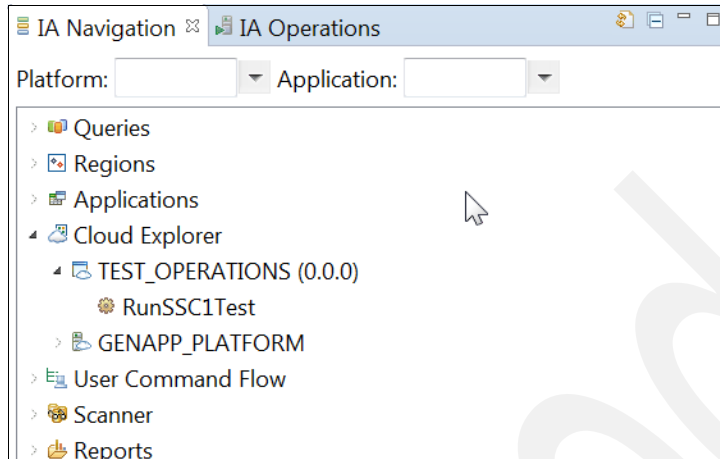 IA Navigation IA Operations
Platform: Application:
Queries
Regions
Applications
Cloud Explorer
TEST_OPERATIONS (0.0.0)
RunSSC1Test
GENAPP_PLATFORM
User Command Flow
Scanner
Reports